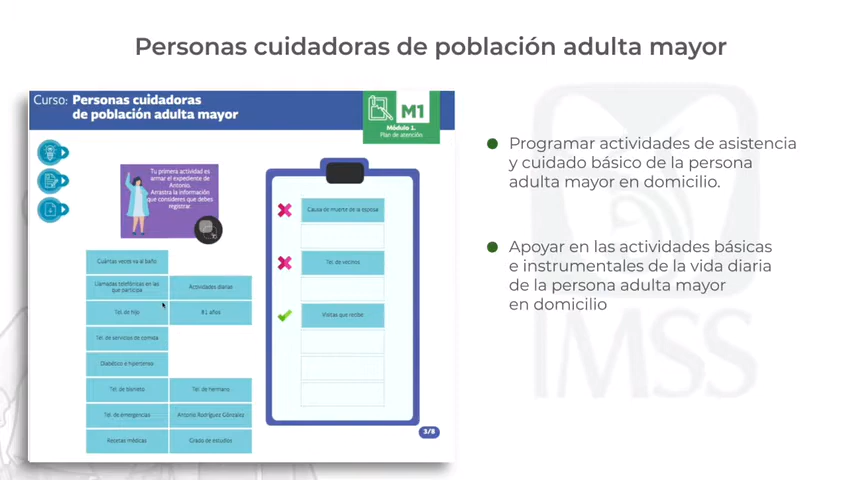 Personas cuidadoras de población adulta mayor
Curso: Personas cuidadoras
de población adulta mayor
M1
Módulo 1.
Plan de atención
Tu primera actividad es
armar el expediente de
Antonio.
Arrastra la información
que consideres que debes
registrar
Causa de muerte de la esposa
Tel. de vecinos
Visitas que recibe
Cuántas veces va al baño
Llamadas telefónicas en las
que participa
Actividades diarias
Tel. de hijo
81 años
Tel. de servicios de comida
Diabético e hipertenso
Tel. de bisnieto
Tel. de hermano
Tel. de emergencias
Antonio Rodríguez Gónzalez
Recetas médicas
Grado de estudios
3/8
Programar actividades de asistencia
y cuidado básico de la persona
adulta mayor en domicilio.
Apoyar en las actividades básicas
e instrumentales de la vida diaria
de la persona adulta mayor
en domicilio
IMSS